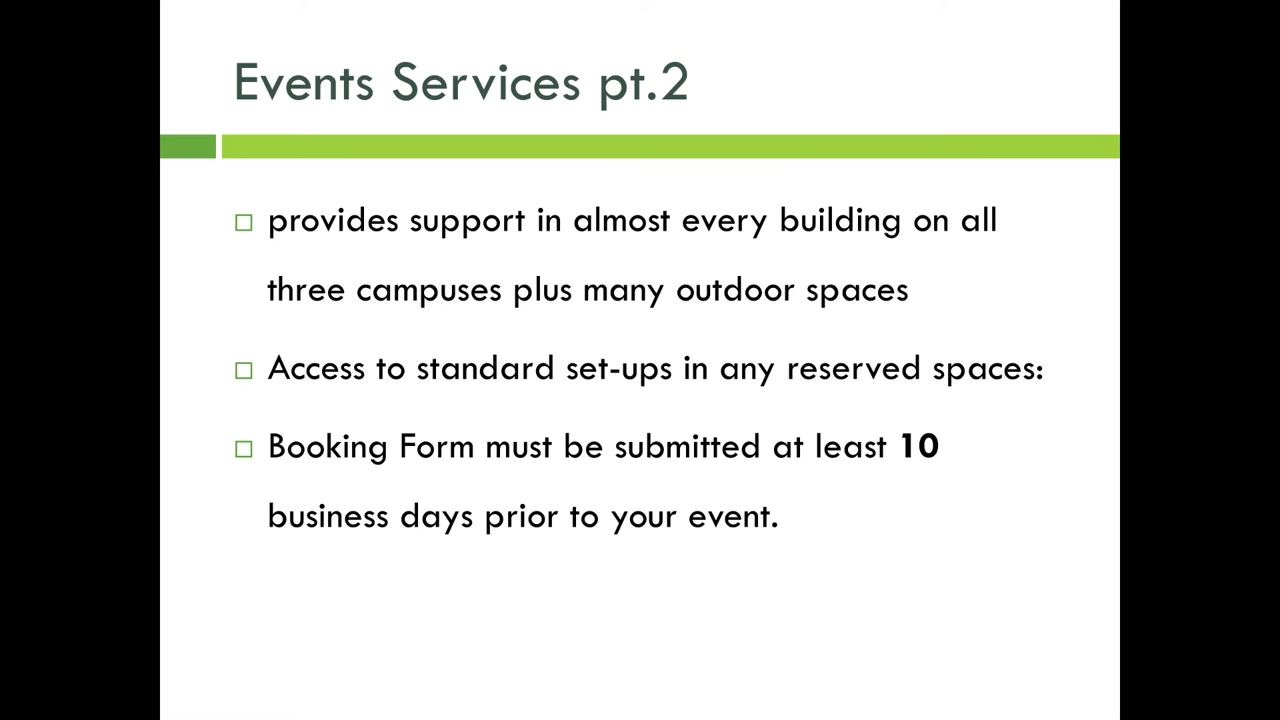 Events Services pt.2
provides support in almost every building on all
three campuses plus many outdoor spaces
Access to standard set-ups in any reserved spaces:
Booking Form must be submitted at least 10
business days prior to your event.